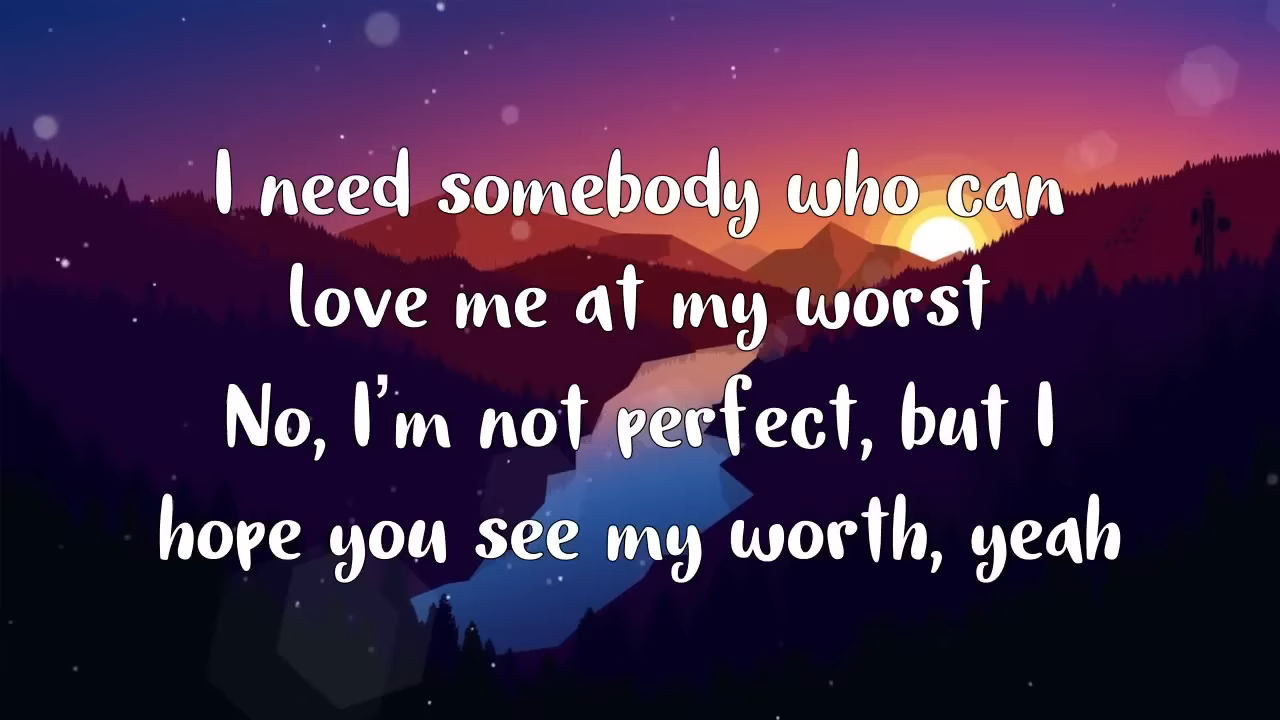 I need somebody who can
love me at my worst
No, I'm not perfect, but I
hope you see my worth, yeah